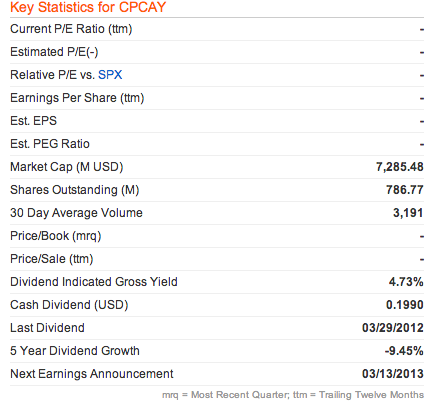 Key Statistics for CPCAY
Current P/E Ratio (ttm) -
Estimated P/E(-) -
Relative P/E vs. SPX -
Earnings Per Share (ttm) -
Est. EPS -
Est. PEG Ratio -
Market Cap (M USD) 7,285.48
Shares Outstanding (M) 786.77
30 Day Average Volume 3,191
Price/Book (mrq) -
Price/Sale (ttm) -
Dividend Indicated Gross Yield 4.73%
Cash Dividend (USD) 0.1990
Last Dividend 03/29/2012
5 Year Dividend Growth -9.45%
Next Earnings Announcement 03/13/2013
mrq = Most Recent Quarter; ttm = Trailing Twelve Months